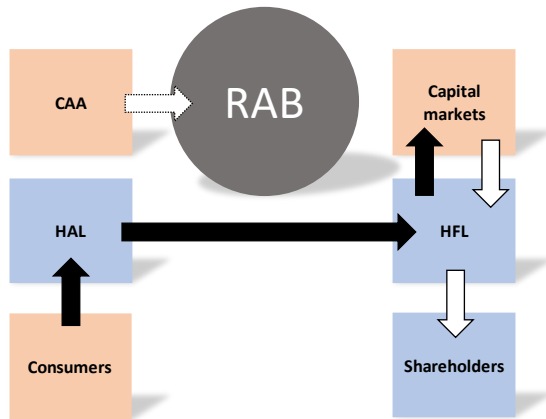 CAA
RAB
Capital
markets
HAL
HFL
Consumers
Shareholders